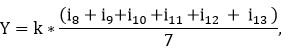 Y = k * (i₈ + i₉+i₁₀ +i₁₁ +i₁₂ + i₁₃ ) / 7,